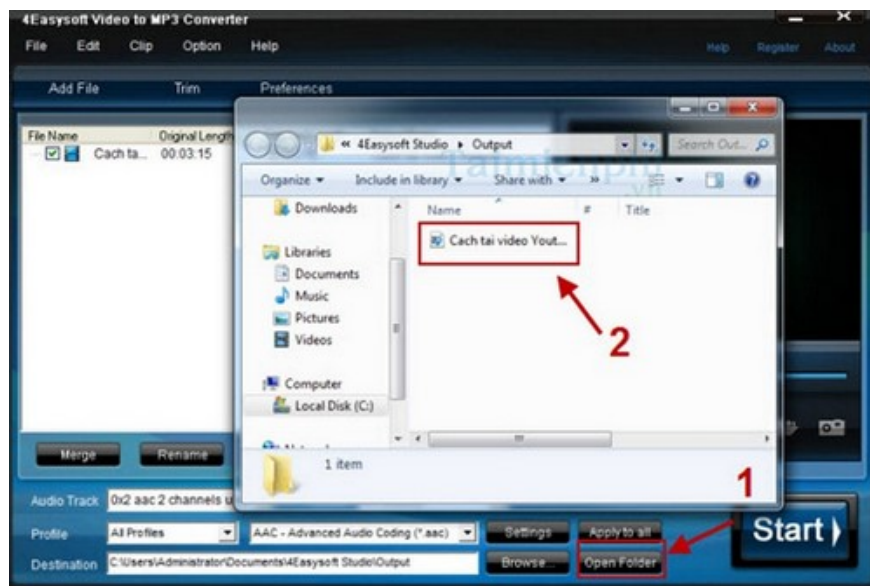 4Easysoft Video to MP3 Converter
File Edit Clip Option Help
Help Register About
Add File Trim Preferences
File Name Original Length
Cach ta... 00:03:15
« 4Easysoft Studio ▸ Output
Search Out...
Taimienphi
.vn
Organize Include in library Share with »
Downloads
Libraries
Documents
Music
Pictures
Videos
Computer
Local Disk (C:)
Name # Title
Cach tai video Yout...
2
1 item
1
Merge Rename
Audio Track 0x2 aac 2 channels
Profile All Profiles AAC - Advanced Audio Coding (*.aac) Settings Apply to all
Start
Destination C:\Users\Administrator\Documents\4Easysoft Studio\Output Browse... Open Folder